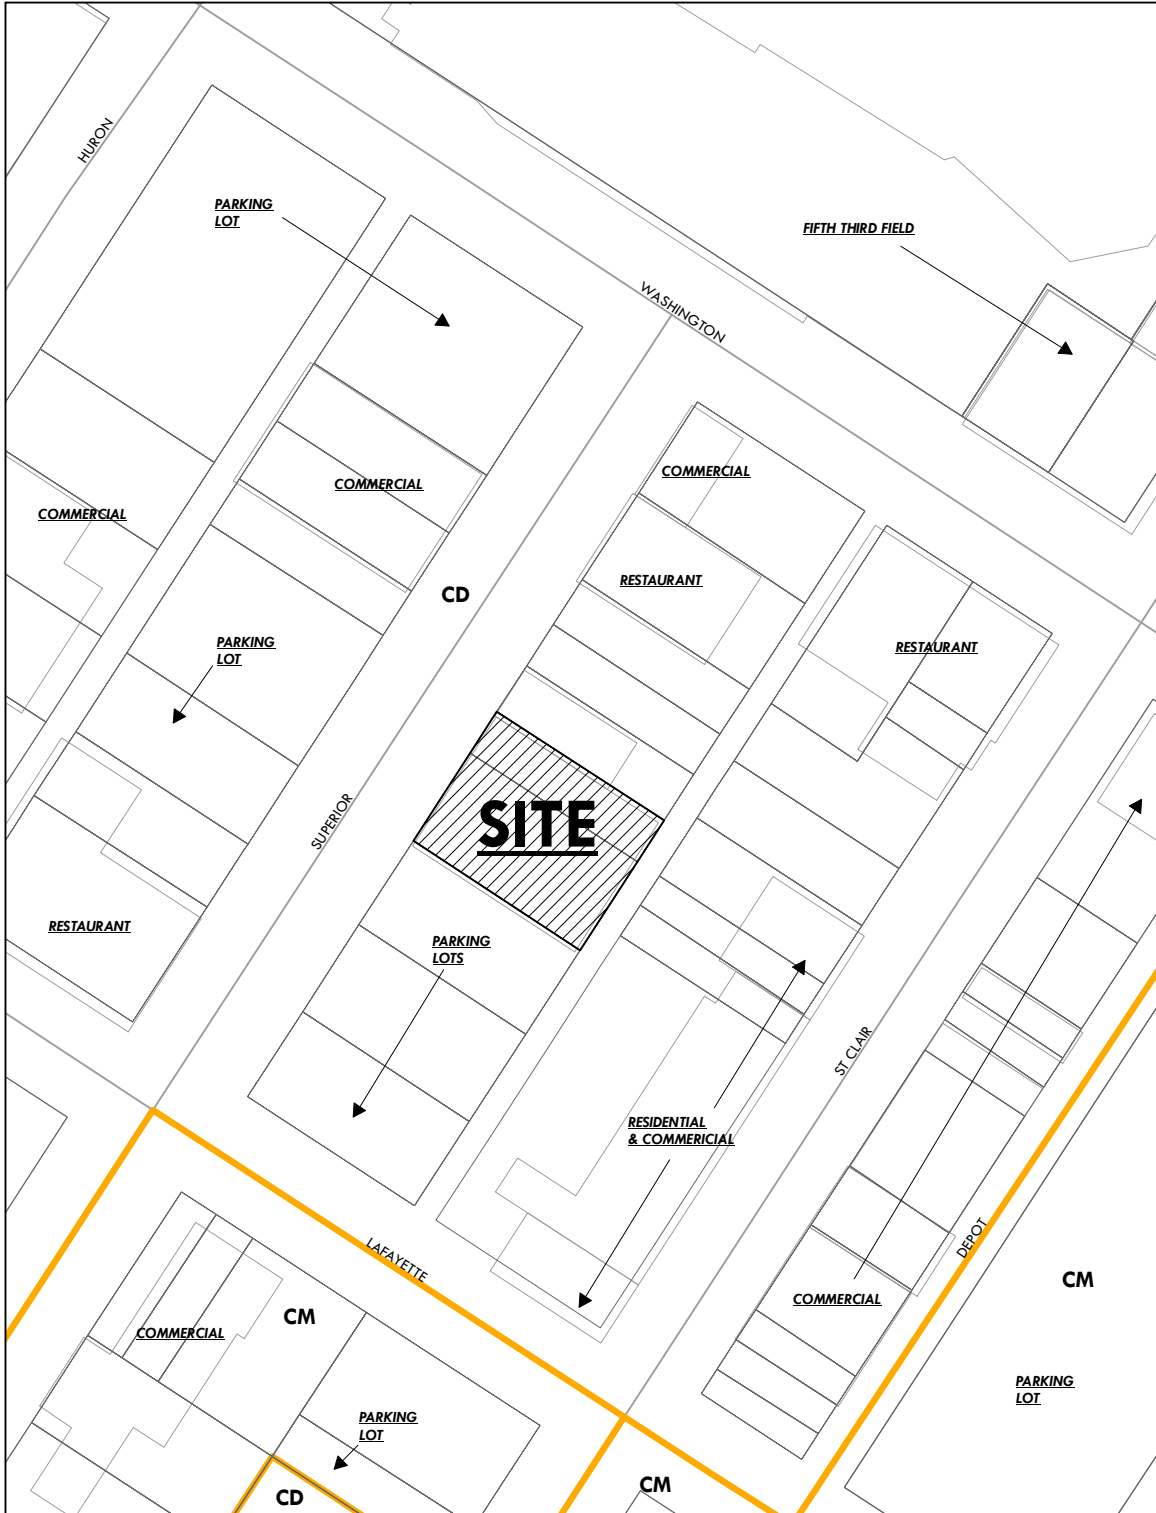 HURON
PARKING
LOT
FIFTH THIRD FIELD
WASHINGTON
COMMERCIAL
COMMERCIAL
COMMERCIAL
RESTAURANT
CD
PARKING
LOT
RESTAURANT
SUPERIOR
SITE
RESTAURANT
PARKING
LOTS
ST CLAIR
RESIDENTIAL
& COMMERICIAL
LAFAYETTE
DEPOT
CM
COMMERCIAL
CM
COMMERCIAL
PARKING
LOT
PARKING
LOT
CM
CD